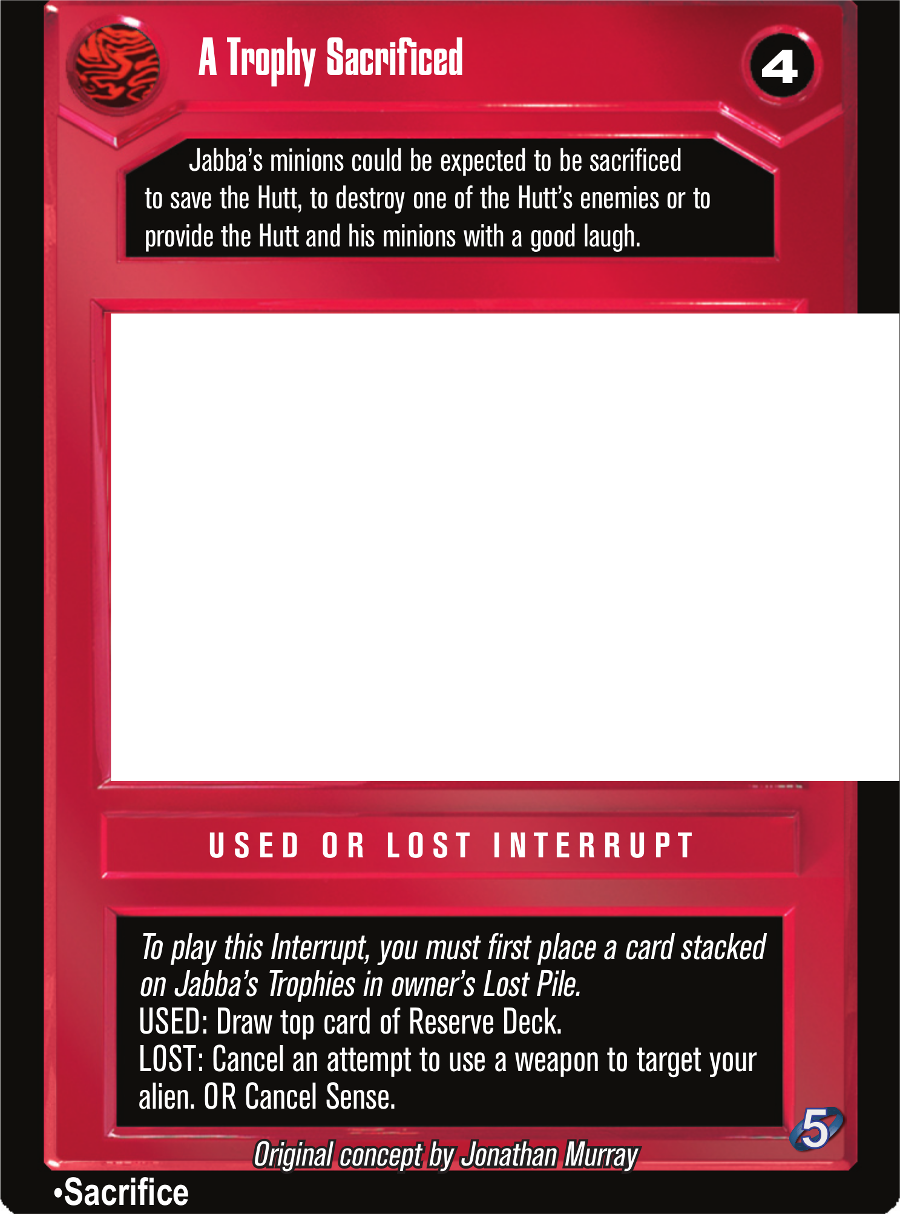 A Trophy Sacrificed
4
Jabba's minions could be expected to be sacrificed
to save the Hutt, to destroy one of the Hutt's enemies or to
provide the Hutt and his minions with a good laugh.
USED OR LOST INTERRUPT
To play this Interrupt, you must first place a card stacked
on Jabba's Trophies in owner's Lost Pile.
USED: Draw top card of Reserve Deck.
LOST: Cancel an attempt to use a weapon to target your
alien. OR Cancel Sense.
5
Original concept by Jonathan Murray
•Sacrifice